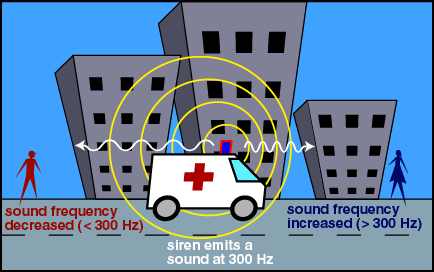 sound frequency
decreased (< 300 Hz)
siren emits a
sound at 300 Hz
sound frequency
increased (> 300 Hz)